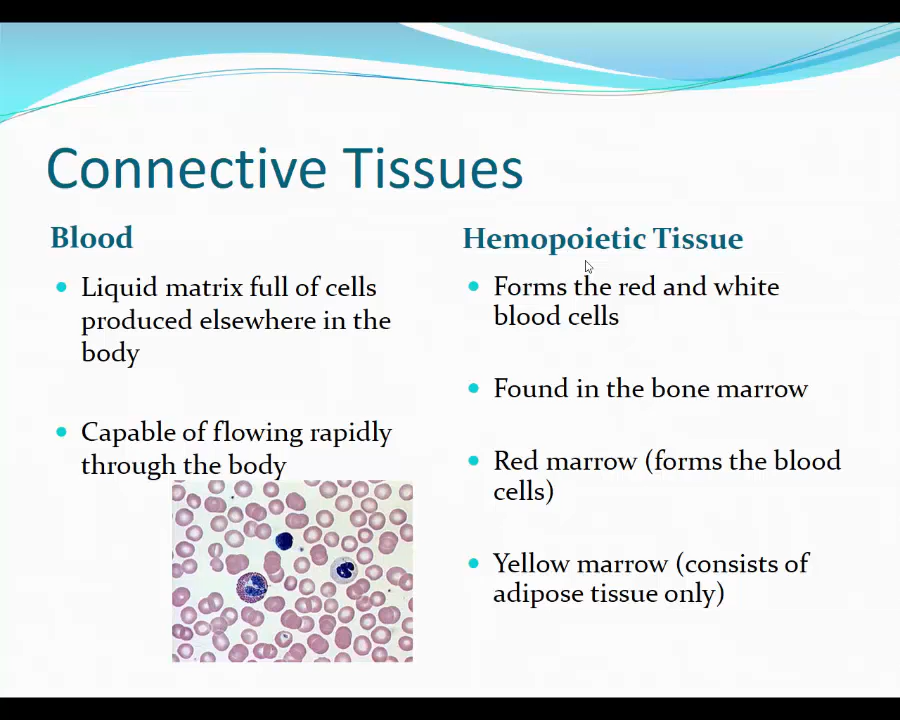 Connective Tissues
Blood
Liquid matrix full of cells
produced elsewhere in the
body
Capable of flowing rapidly
through the body
Hemopoietic Tissue
Forms the red and white
blood cells
Found in the bone marrow
Red marrow (forms the blood
cells)
Yellow marrow (consists of
adipose tissue only)